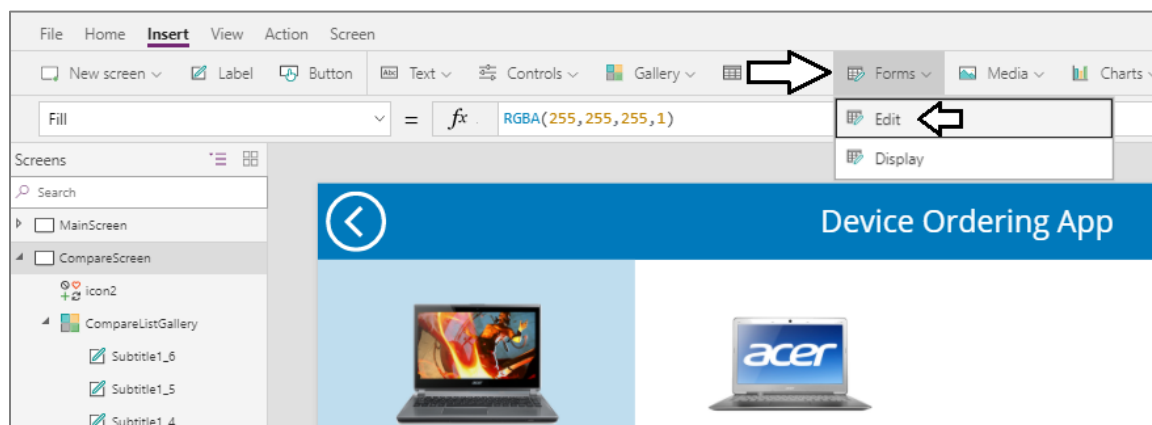 File Home Insert View Action Screen
New screen Label Button Abc Text Controls Gallery Forms Media Charts
Fill = fx RGBA(255,255,255,1) Edit
Display
Screens
Search
MainScreen
CompareScreen
icon2
CompareListGallery
Subtitle1_6
Subtitle1_5
Subtitle1_4
Device Ordering App
acer